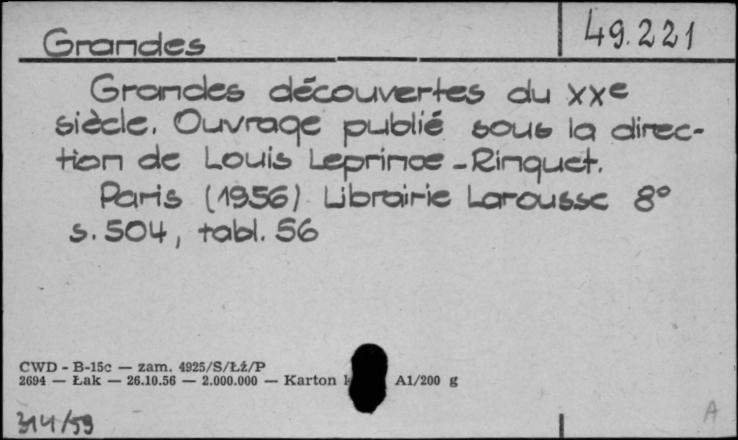 Grandes
49.221
Grandes découvertes du XXe
siècle. Ouvrage publié sous la direc-
tion de Louis Leprince-Ringuet.
Paris (1956) Librairie Larousse 8°
s. 504, tabl. 56
CWD - B-15c — zam. 4925/S/Łź/P
2694 — Łak — 26.10.56 — 2.000.000 — Karton A1/200 g
314/59
A